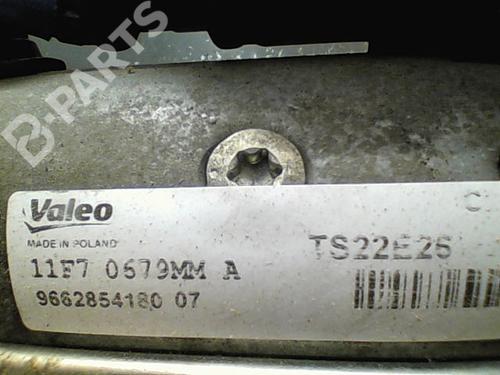 B-PARTS
Valeo
MADE IN POLAND
TS22E25
11F7 0679MM A
9662854180 07